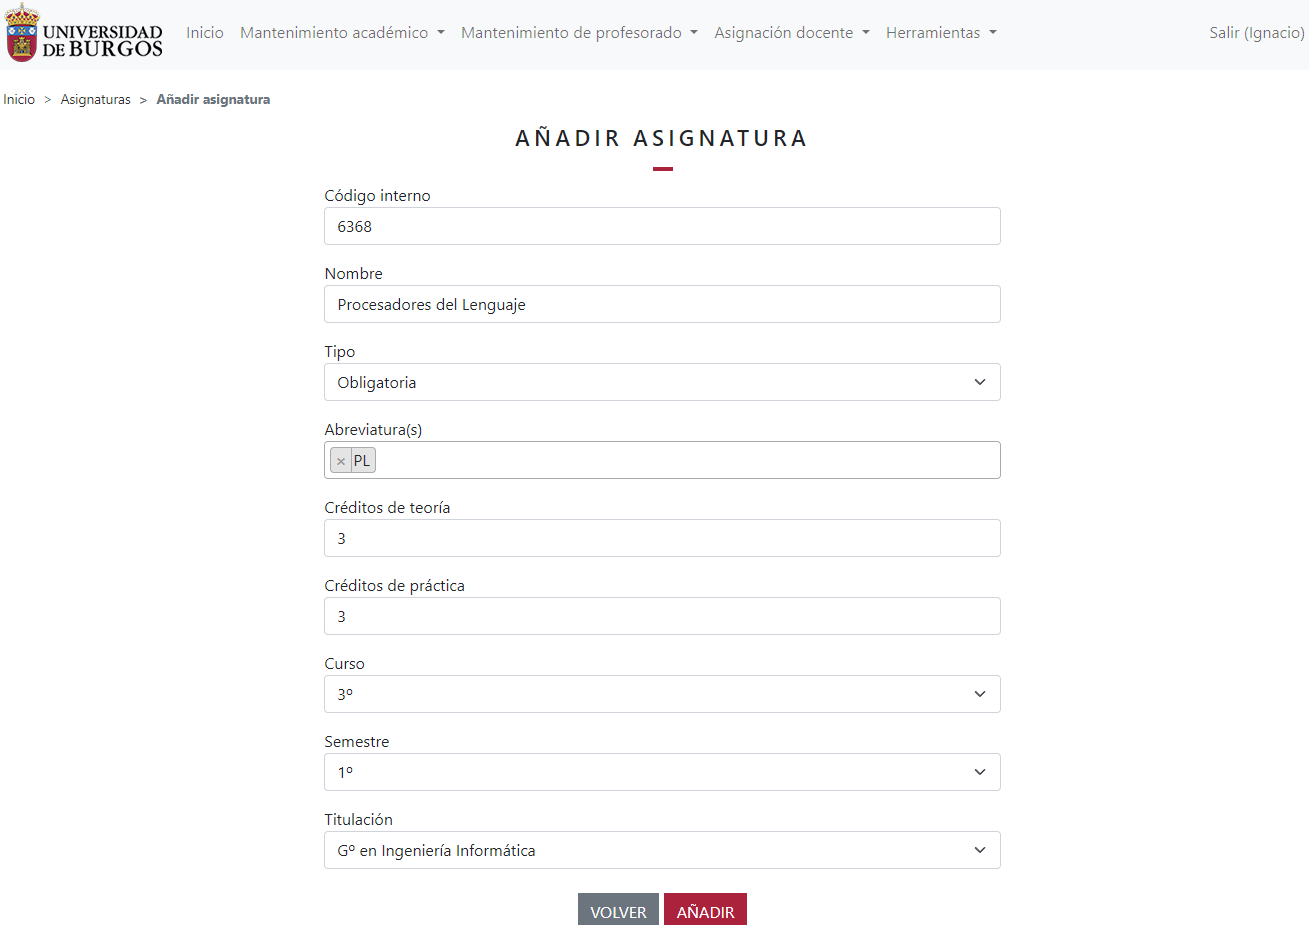 UNIVERSIDAD
DE BURGOS
Inicio Mantenimiento académico Mantenimiento de profesorado Asignación docente Herramientas Salir (Ignacio)
Inicio > Asignaturas > Añadir asignatura
AÑADIR ASIGNATURA
Código interno
6368
Nombre
Procesadores del Lenguaje
Tipo
Obligatoria
Abreviatura(s)
× PL
Créditos de teoría
3
Créditos de práctica
3
Curso
3º
Semestre
1º
Titulación
Gº en Ingeniería Informática
VOLVER AÑADIR